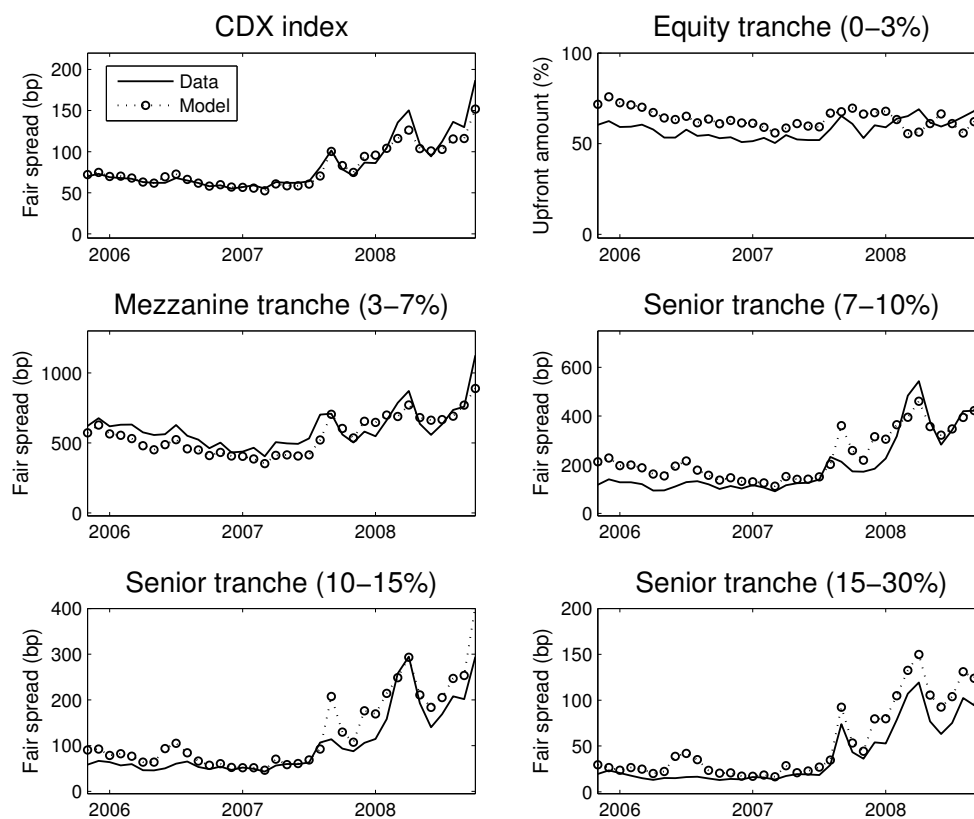 CDX index
Equity tranche (0−3%)
Fair spread (bp)
200
150
100
50
0
Data
Model
2006 2007 2008
Upfront amount (%)
100
50
0
2006 2007 2008
Mezzanine tranche (3−7%)
Senior tranche (7−10%)
Fair spread (bp)
1000
500
0
2006 2007 2008
Fair spread (bp)
600
400
200
0
2006 2007 2008
Senior tranche (10−15%)
Senior tranche (15−30%)
Fair spread (bp)
400
300
200
100
0
2006 2007 2008
Fair spread (bp)
200
150
100
50
0
2006 2007 2008